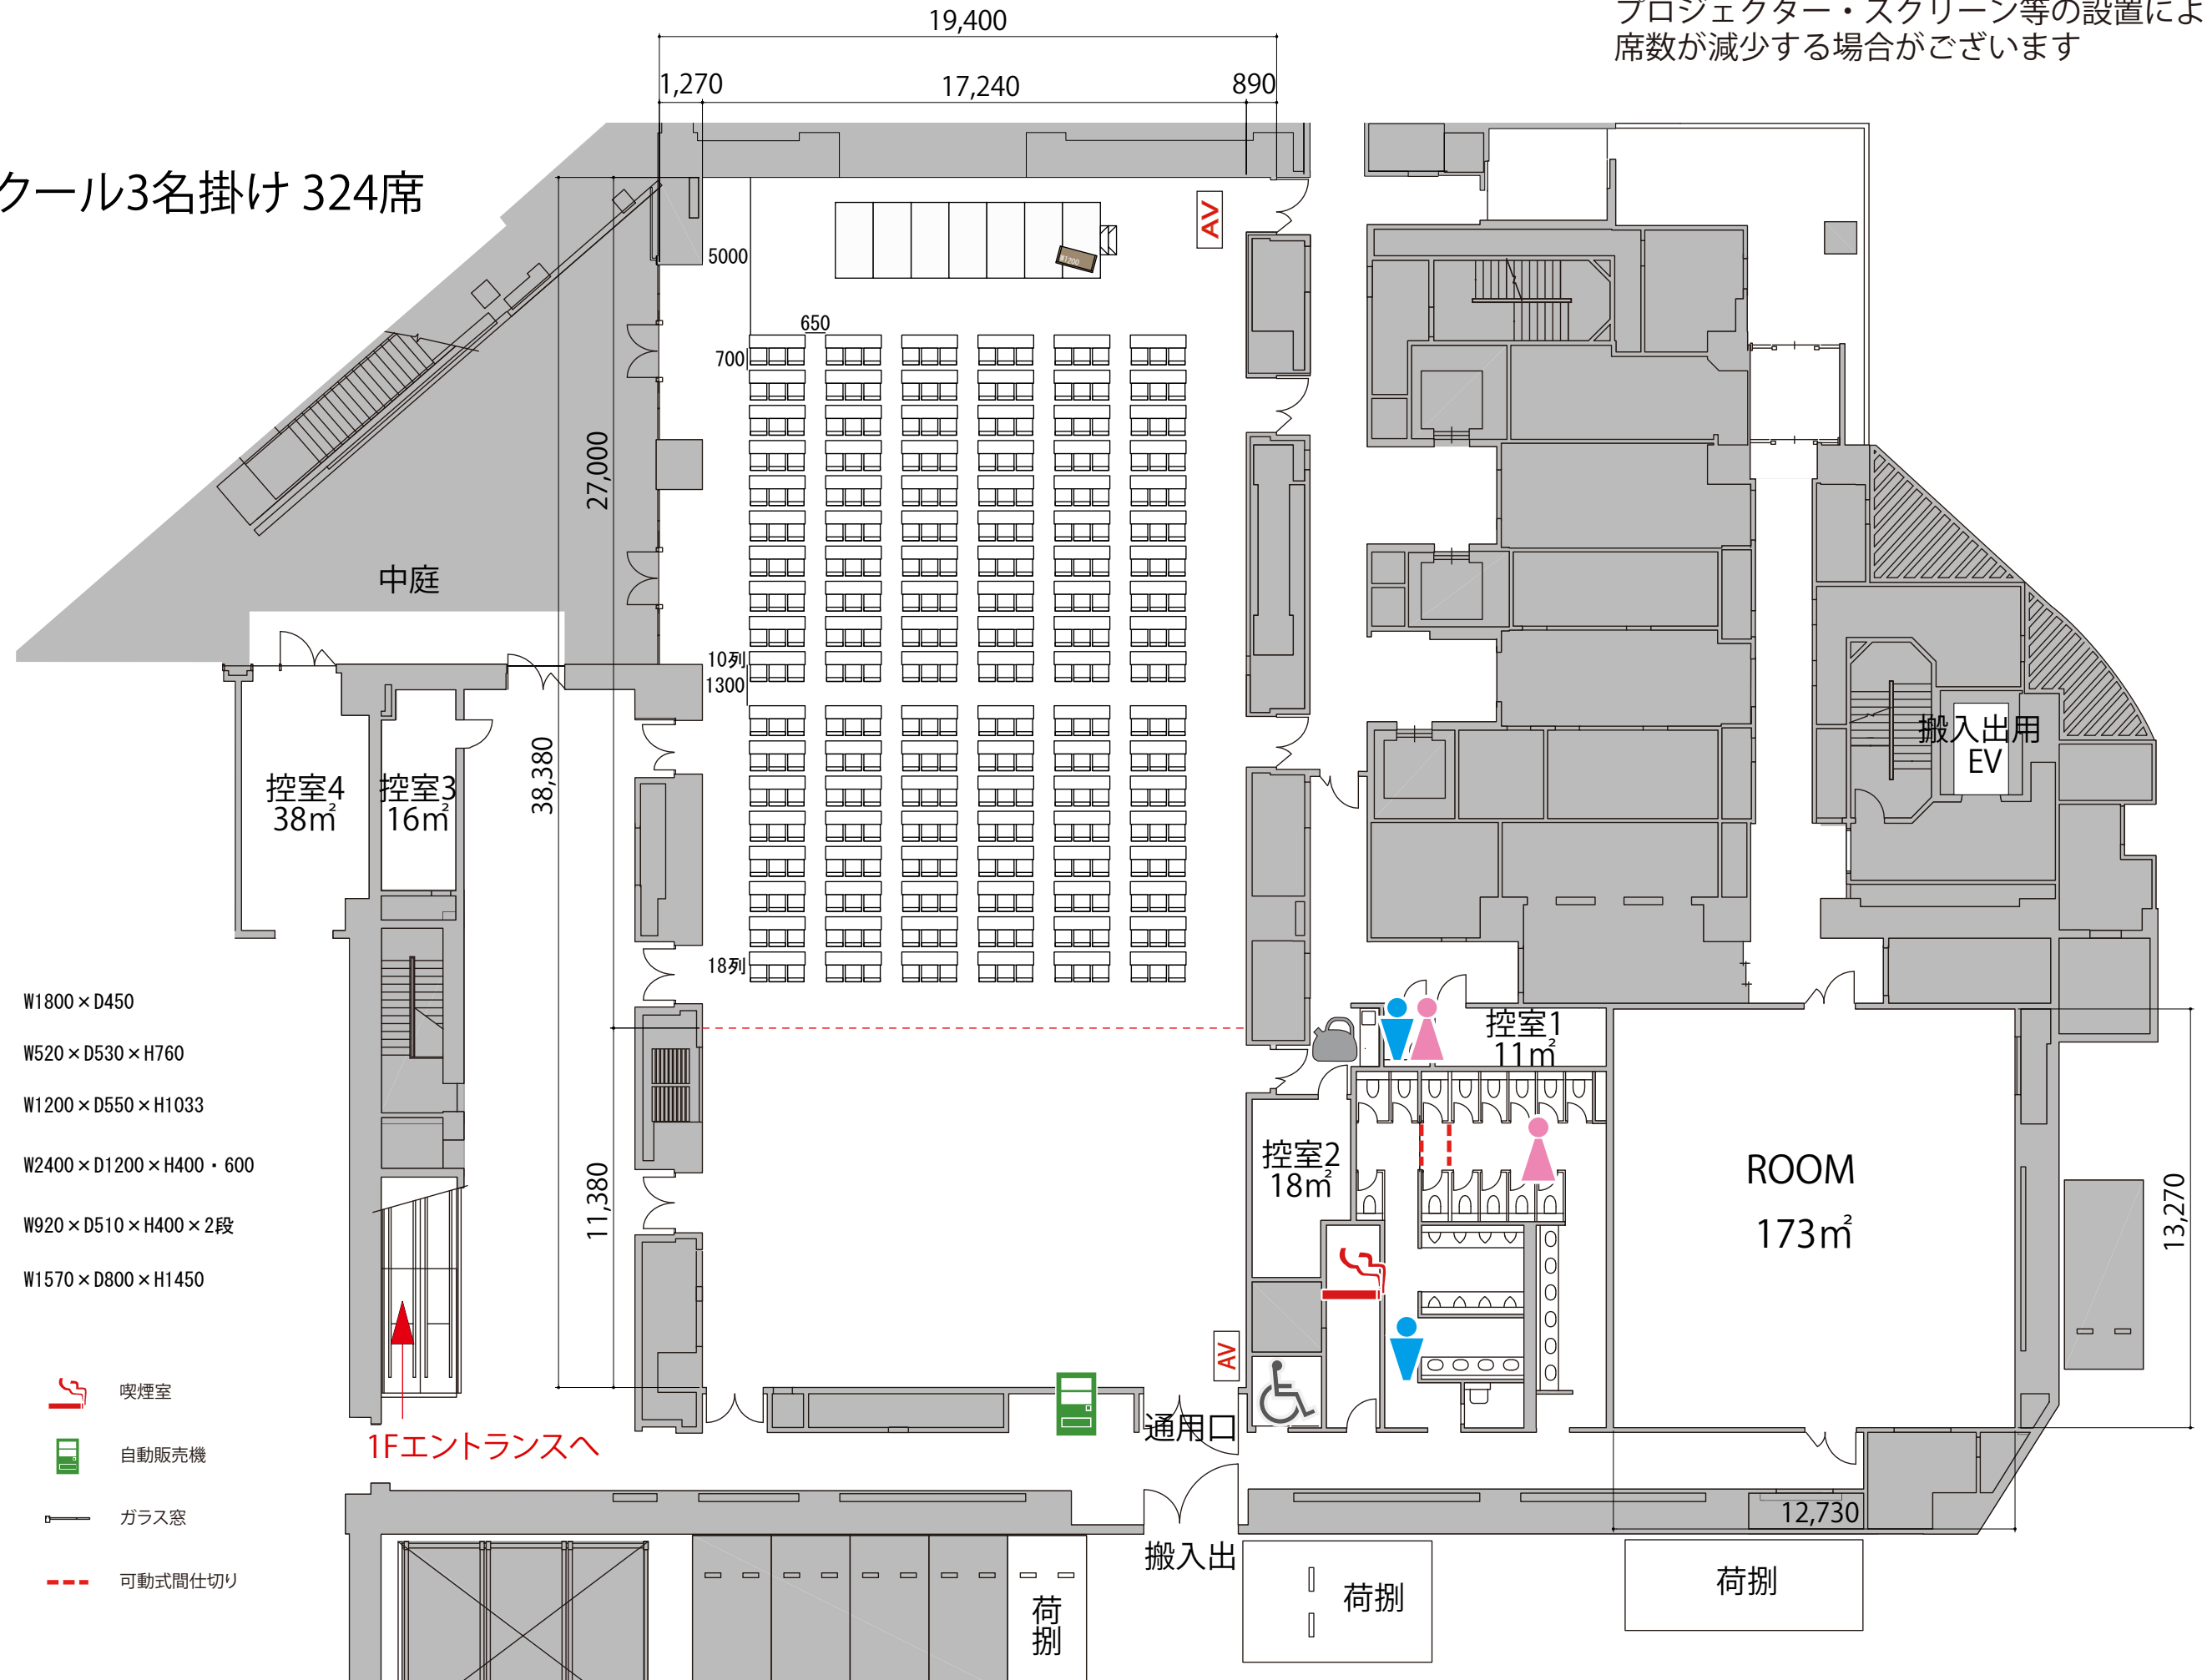 プロジェクター・スクリーン等の設置によ
席数が減少する場合がございます
クール3名掛け 324席
19,400
1,270
17,240
890
AV
W1200
5000
650
700
27,000
中庭
10列
1300
38,380
控室4
38㎡
控室3
16㎡
搬入出用
EV
18列
W1800×D450
W520×D530×H760
W1200×D550×H1033
W2400×D1200×H400・600
W920×D510×H400×2段
W1570×D800×H1450
控室1
11㎡
控室2
18㎡
ROOM
173㎡
13,270
11,380
AV
喫煙室
自動販売機
ガラス窓
可動式間仕切り
1Fエントランスへ
通用口
12,730
搬入出
荷捌
荷捌
荷捌